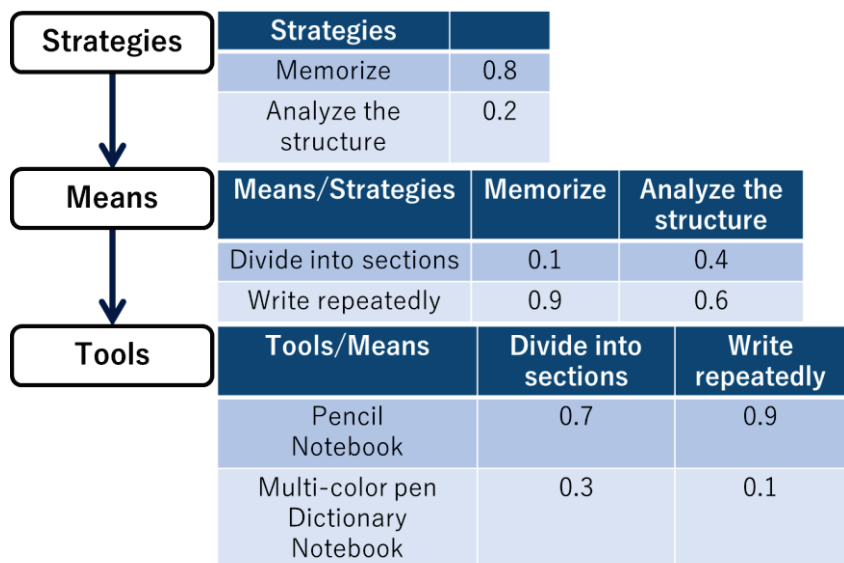 Strategies
Strategies
Memorize 0.8
Analyze the 0.2
structure
Means
Means/Strategies Memorize Analyze the
structure
Divide into sections 0.1 0.4
Write repeatedly 0.9 0.6
Tools
Tools/Means Divide into Write
sections repeatedly
Pencil 0.7 0.9
Notebook
Multi-color pen 0.3 0.1
Dictionary
Notebook